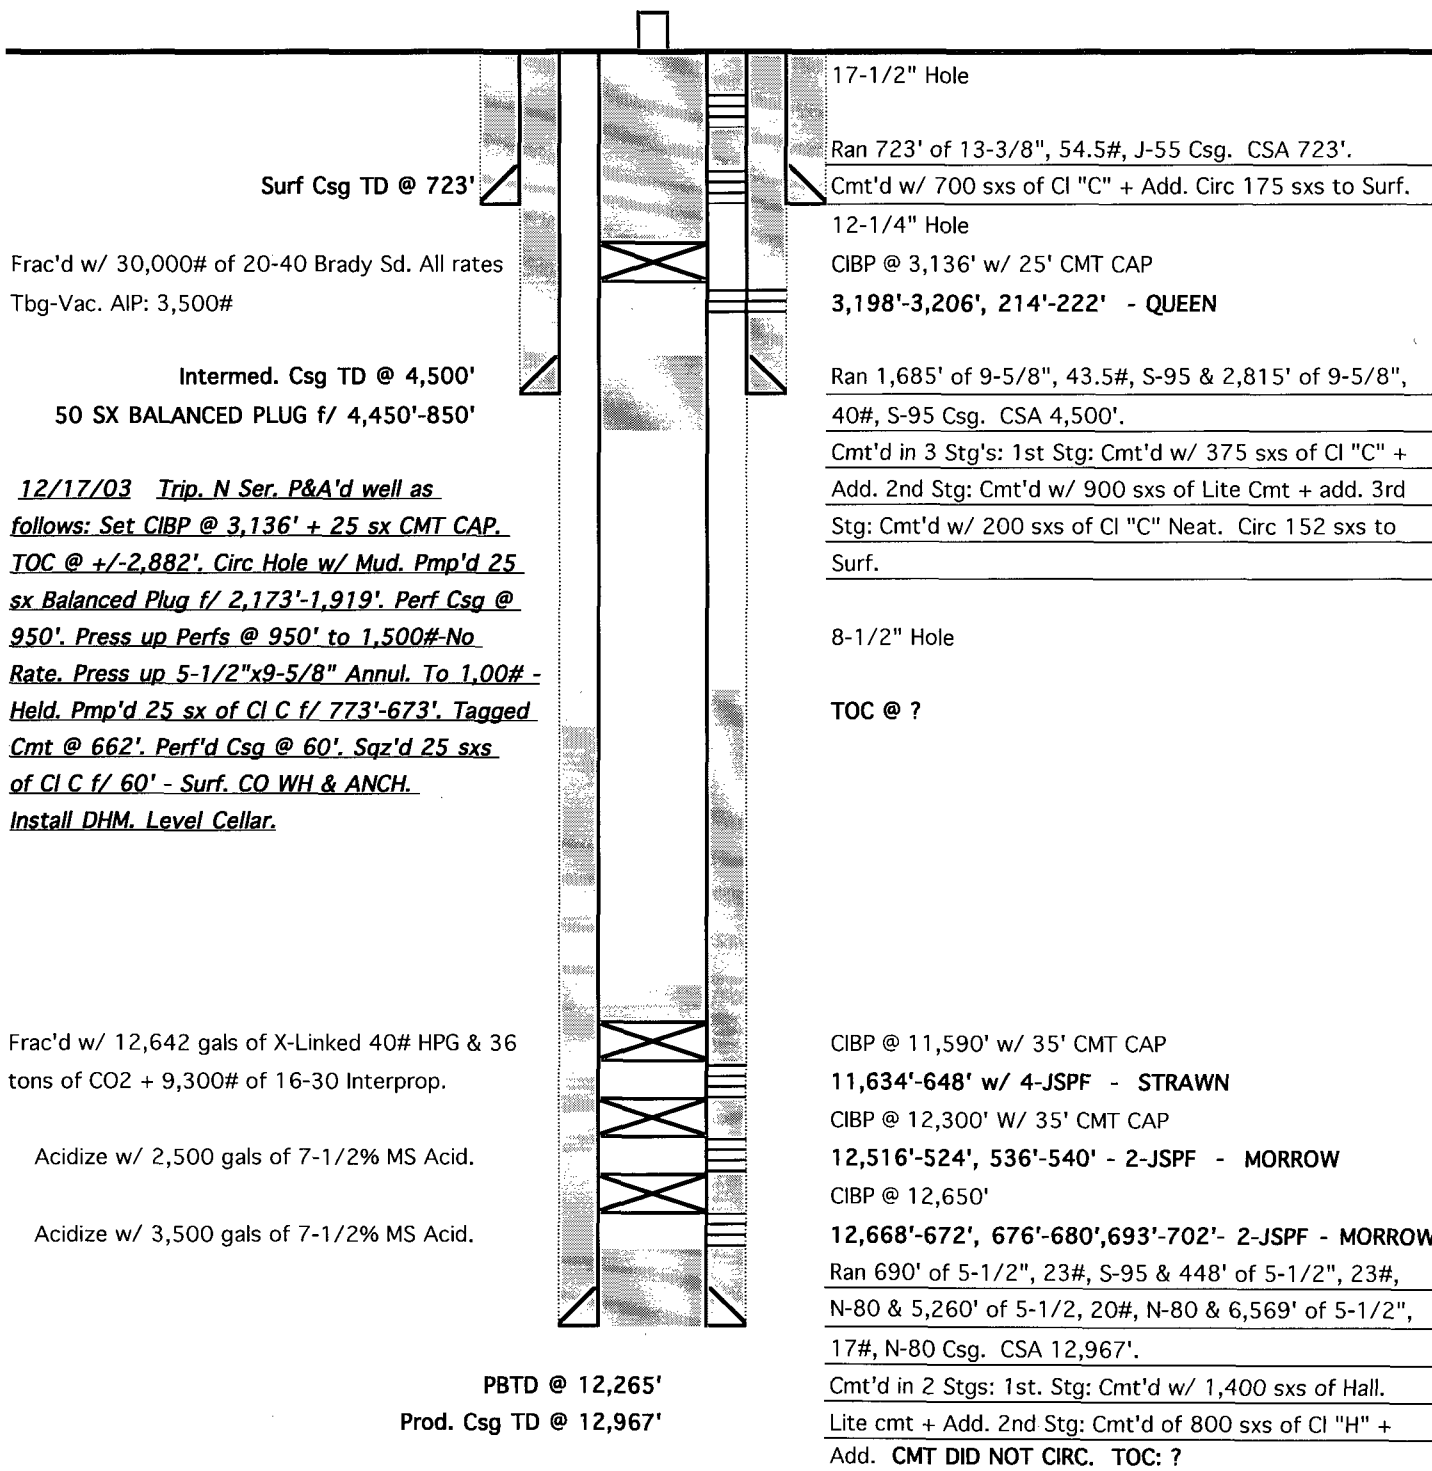 17-1/2" Hole
Ran 723' of 13-3/8", 54.5#, J-55 Csg. CSA 723'.
Surf Csg TD @ 723'
Cmt'd w/ 700 sxs of Cl "C" + Add. Circ 175 sxs to Surf.
12-1/4" Hole
Frac'd w/ 30,000# of 20-40 Brady Sd. All rates
Tbg-Vac. AIP: 3,500#
CIBP @ 3,136' w/ 25' CMT CAP
3,198'-3,206', 214'-222' - QUEEN
Intermed. Csg TD @ 4,500'
50 SX BALANCED PLUG f/ 4,450'-850'
Ran 1,685' of 9-5/8", 43.5#, S-95 & 2,815' of 9-5/8",
40#, S-95 Csg. CSA 4,500'.
Cmt'd in 3 Stg's: 1st Stg: Cmt'd w/ 375 sxs of Cl "C" +
Add. 2nd Stg: Cmt'd w/ 900 sxs of Lite Cmt + add. 3rd
Stg: Cmt'd w/ 200 sxs of Cl "C" Neat. Circ 152 sxs to
Surf.
12/17/03 Trip. N Ser. P&A'd well as
follows: Set CIBP @ 3,136' + 25 sx CMT CAP.
TOC @ +/-2,882'. Circ Hole w/ Mud. Pmp'd 25
sx Balanced Plug f/ 2,173'-1,919'. Perf Csg @
950'. Press up Perfs @ 950' to 1,500#-No
Rate. Press up 5-1/2"x9-5/8" Annul. To 1,00# -
Held. Pmp'd 25 sx of Cl C f/ 773'-673'. Tagged
Cmt @ 662'. Perf'd Csg @ 60'. Sqz'd 25 sxs
of Cl C f/ 60' - Surf. CO WH & ANCH.
Install DHM. Level Cellar.
8-1/2" Hole
TOC @ ?
Frac'd w/ 12,642 gals of X-Linked 40# HPG & 36
tons of CO2 + 9,300# of 16-30 Interprop.
CIBP @ 11,590' w/ 35' CMT CAP
11,634'-648' w/ 4-JSPF - STRAWN
CIBP @ 12,300' W/ 35' CMT CAP
Acidize w/ 2,500 gals of 7-1/2% MS Acid.
12,516'-524', 536'-540' - 2-JSPF - MORROW
CIBP @ 12,650'
Acidize w/ 3,500 gals of 7-1/2% MS Acid.
12,668'-672', 676'-680',693'-702'- 2-JSPF - MORROW
Ran 690' of 5-1/2", 23#, S-95 & 448' of 5-1/2", 23#,
N-80 & 5,260' of 5-1/2, 20#, N-80 & 6,569' of 5-1/2",
17#, N-80 Csg. CSA 12,967'.
PBTD @ 12,265'
Prod. Csg TD @ 12,967'
Cmt'd in 2 Stgs: 1st. Stg: Cmt'd w/ 1,400 sxs of Hall.
Lite cmt + Add. 2nd Stg: Cmt'd of 800 sxs of Cl "H" +
Add. CMT DID NOT CIRC. TOC: ?